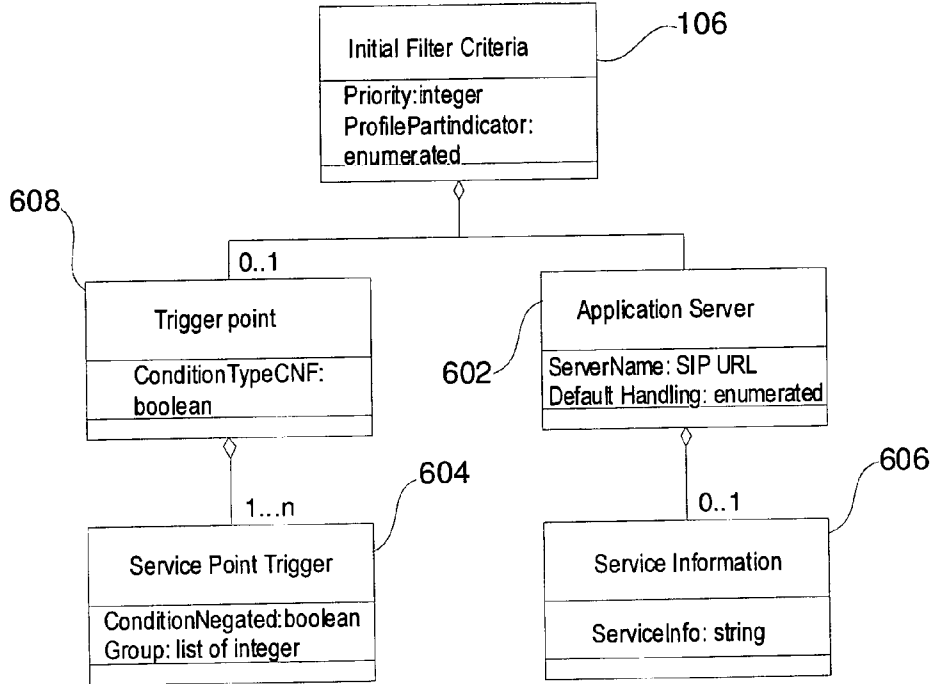 106
Initial Filter Criteria
Priority:integer
ProfilePartindicator:
enumerated
608
0..1
Trigger point
ConditionTypeCNF:
boolean
602
Application Server
ServerName: SIP URL
Default Handling: enumerated
604
1...n
Service Point Trigger
ConditionNegated:boolean
Group: list of integer
606
0..1
Service Information
ServiceInfo: string